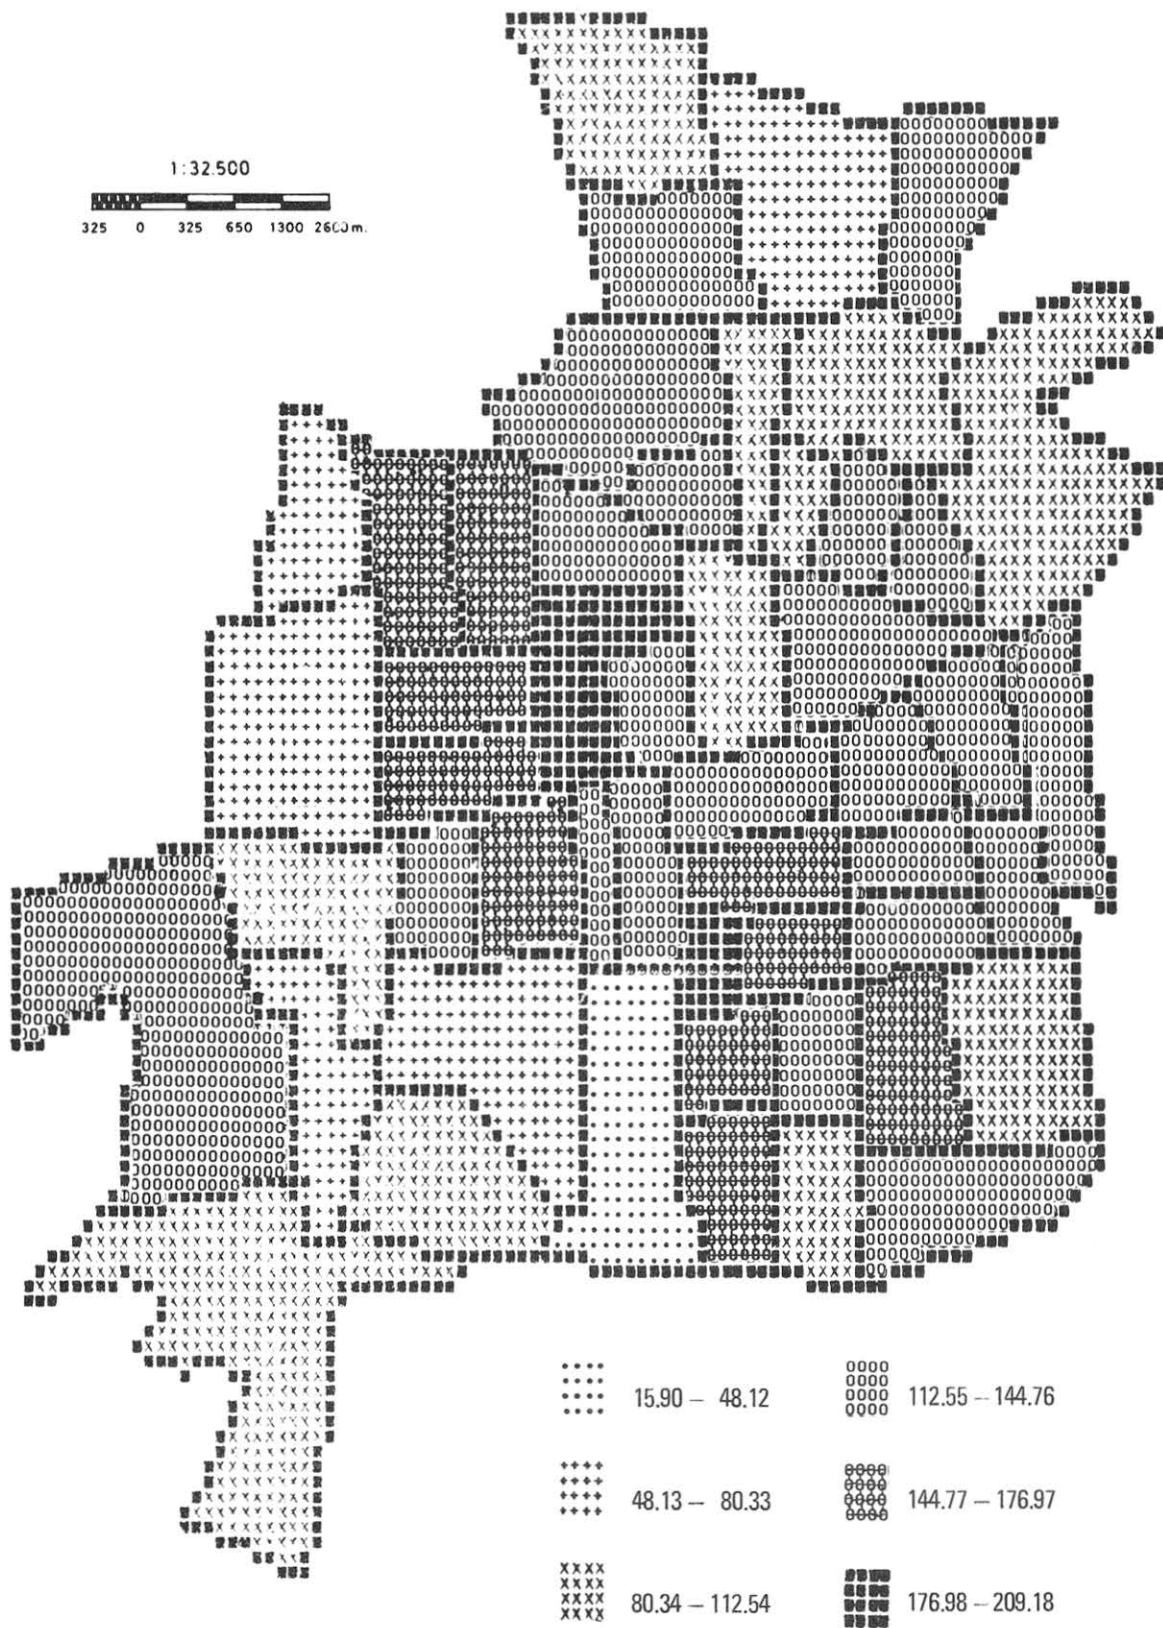 1:32.500
325 0 325 650 1300 2600 m.
15.90 — 48.12
112.55 — 144.76
48.13 — 80.33
144.77 — 176.97
80.34 — 112.54
176.98 — 209.18